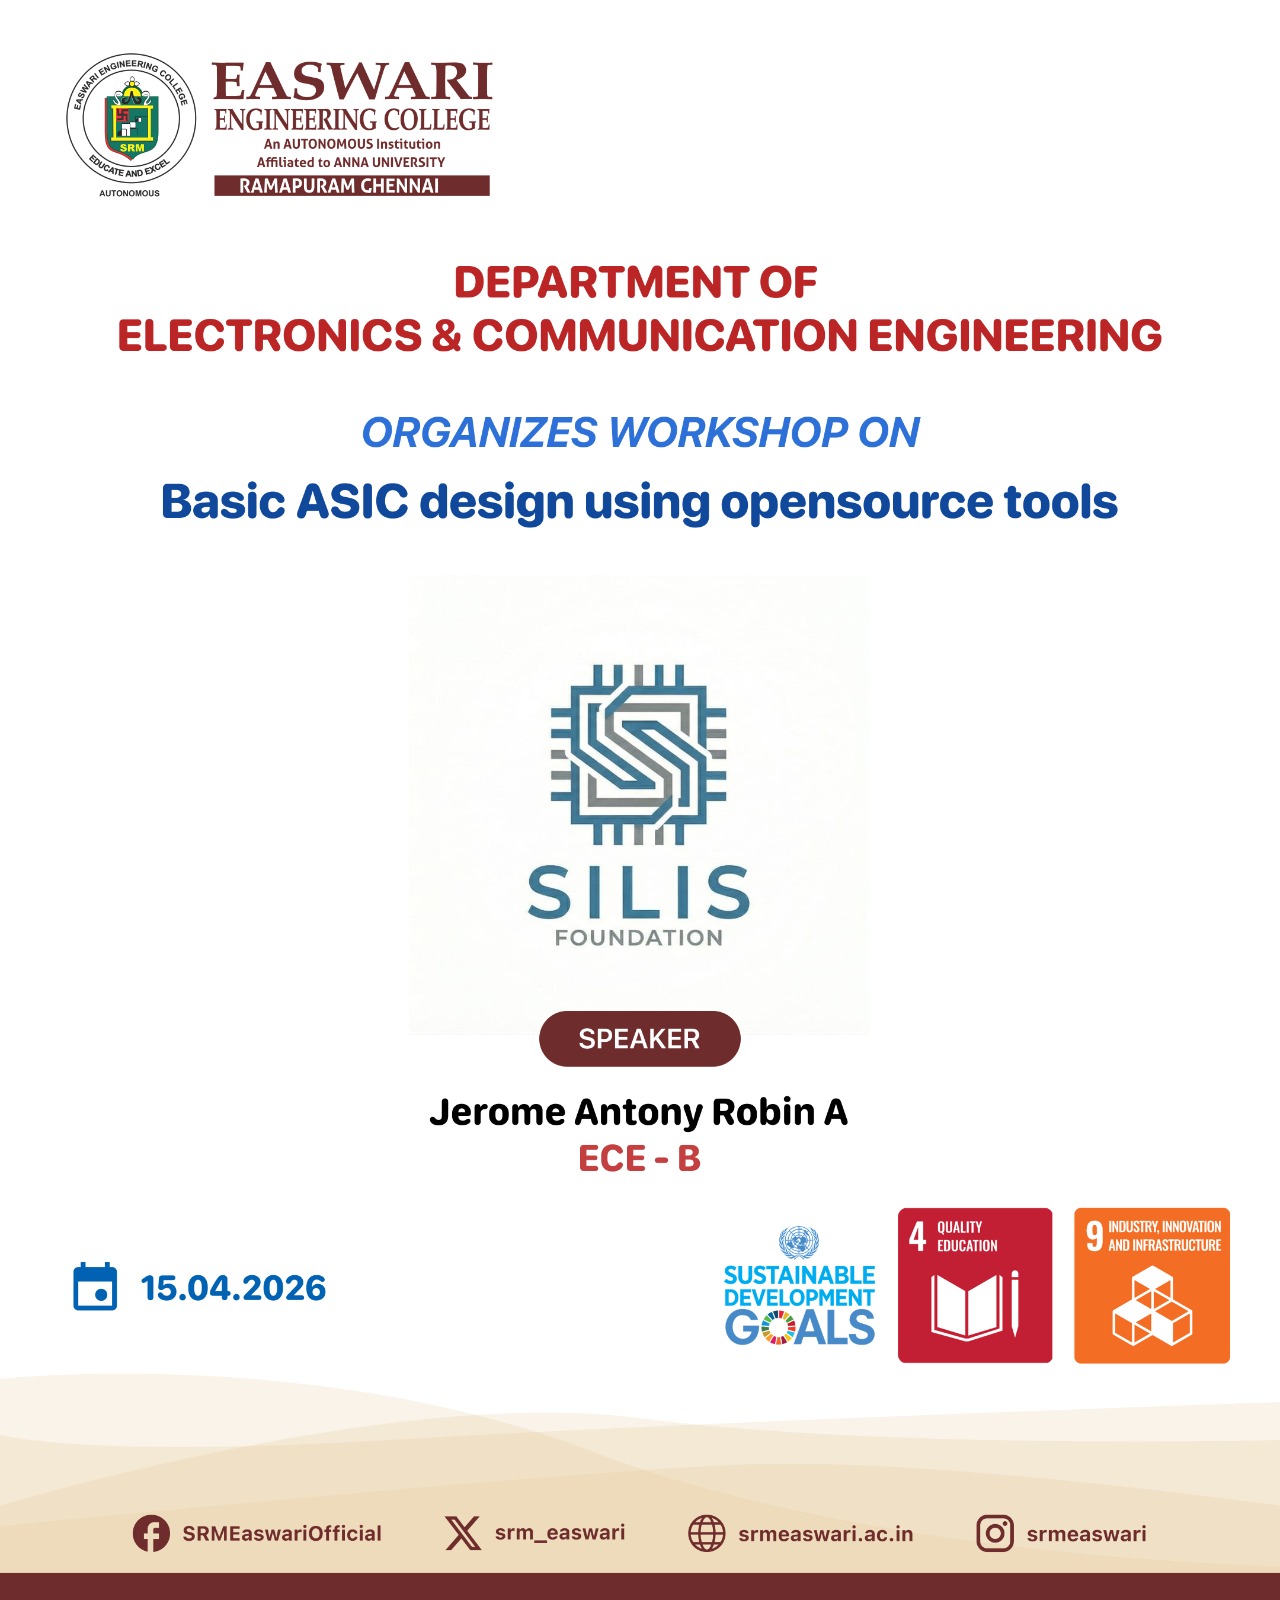 EASWARI ENGINEERING COLLEGE
SRM
EDUCATE AND EXCEL
AUTONOMOUS
EASWARI
ENGINEERING COLLEGE
An AUTONOMOUS Institution
Affiliated to ANNA UNIVERSITY
RAMAPURAM CHENNAI
DEPARTMENT OF
ELECTRONICS & COMMUNICATION ENGINEERING
ORGANIZES WORKSHOP ON
Basic ASIC design using opensource tools
SILIS
FOUNDATION
SPEAKER
Jerome Antony Robin A
ECE - B
15.04.2026
SUSTAINABLE
DEVELOPMENT
GOALS
4 QUALITY
EDUCATION
9 INDUSTRY, INNOVATION
AND INFRASTRUCTURE
SRMEaswariOfficial
srm_easwari
srmeaswari.ac.in
srmeaswari